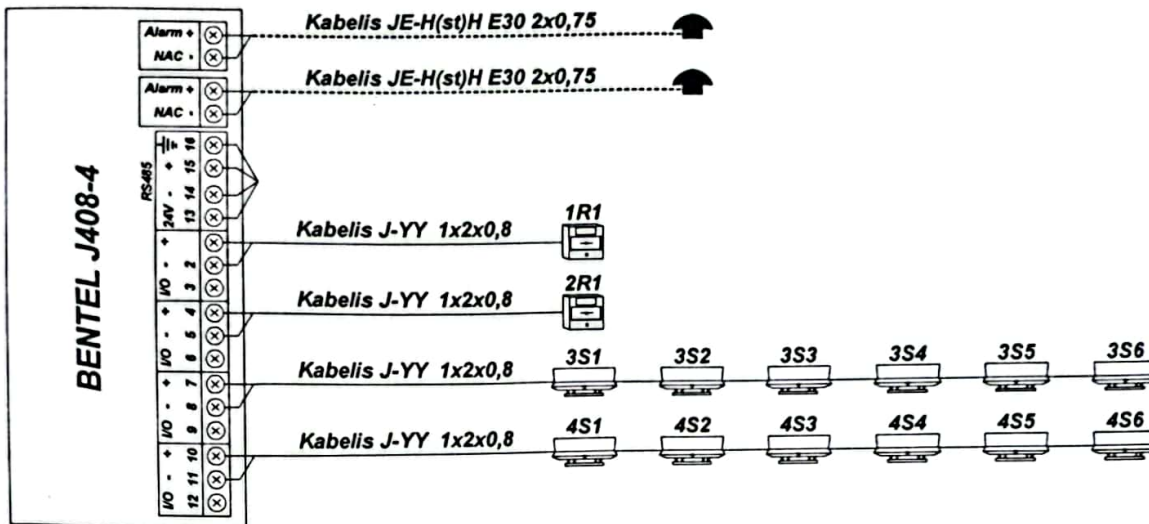 BENTEL J408-4
Alarm +
NAC -
Kabelis JE-H(st)H E30 2x0,75
Alarm +
NAC -
Kabelis JE-H(st)H E30 2x0,75
RS485
16
+ 15
- 14
24V 13
+
- 2
I/O 3
Kabelis J-YY 1x2x0,8
1R1
+ 4
- 5
I/O 6
Kabelis J-YY 1x2x0,8
2R1
+ 7
- 8
I/O 9
Kabelis J-YY 1x2x0,8
3S1 3S2 3S3 3S4 3S5 3S6
+ 10
- 11
I/O 12
Kabelis J-YY 1x2x0,8
4S1 4S2 4S3 4S4 4S5 4S6